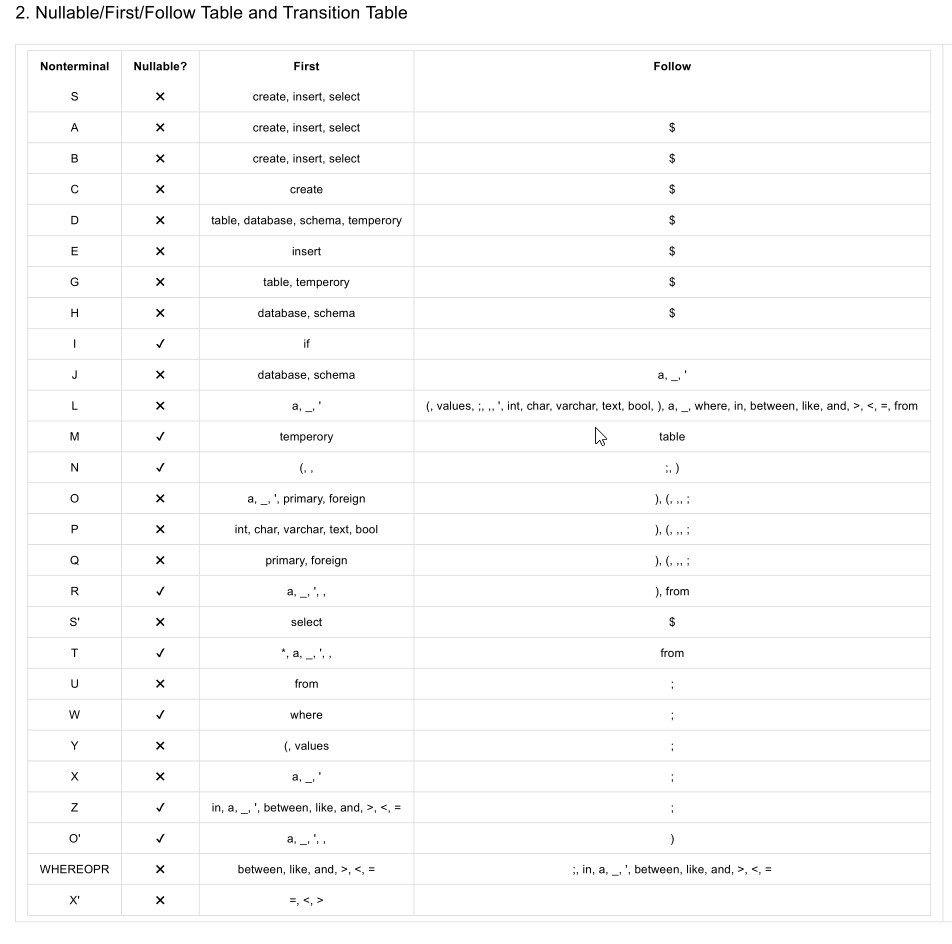 2. Nullable/First/Follow Table and Transition Table
Nonterminal Nullable? First Follow
S ✕ create, insert, select
A ✕ create, insert, select $
B ✕ create, insert, select $
C ✕ create $
D ✕ table, database, schema, temperory $
E ✕ insert $
G ✕ table, temperory $
H ✕ database, schema $
I ✓ if
J ✕ database, schema a, _, '
L ✕ a, _, ' (, values, ;, ,, ', int, char, varchar, text, bool, ), a, _, where, in, between, like, and, >, <, =, from
M ✓ temperory table
N ✓ (, , ;, )
O ✕ a, _, ', primary, foreign ), (, ,, ;
P ✕ int, char, varchar, text, bool ), (, ,, ;
Q ✕ primary, foreign ), (, ,, ;
R ✓ a, _, ', , ), from
S' ✕ select $
T ✓ *, a, _, ', , from
U ✕ from ;
W ✓ where ;
Y ✕ (, values ;
X ✕ a, _, ' ;
Z ✓ in, a, _, ', between, like, and, >, <, = ;
O' ✓ a, _, ', , )
WHEREOPR ✕ between, like, and, >, <, = ;, in, a, _, ', between, like, and, >, <, =
X' ✕ =, <, >